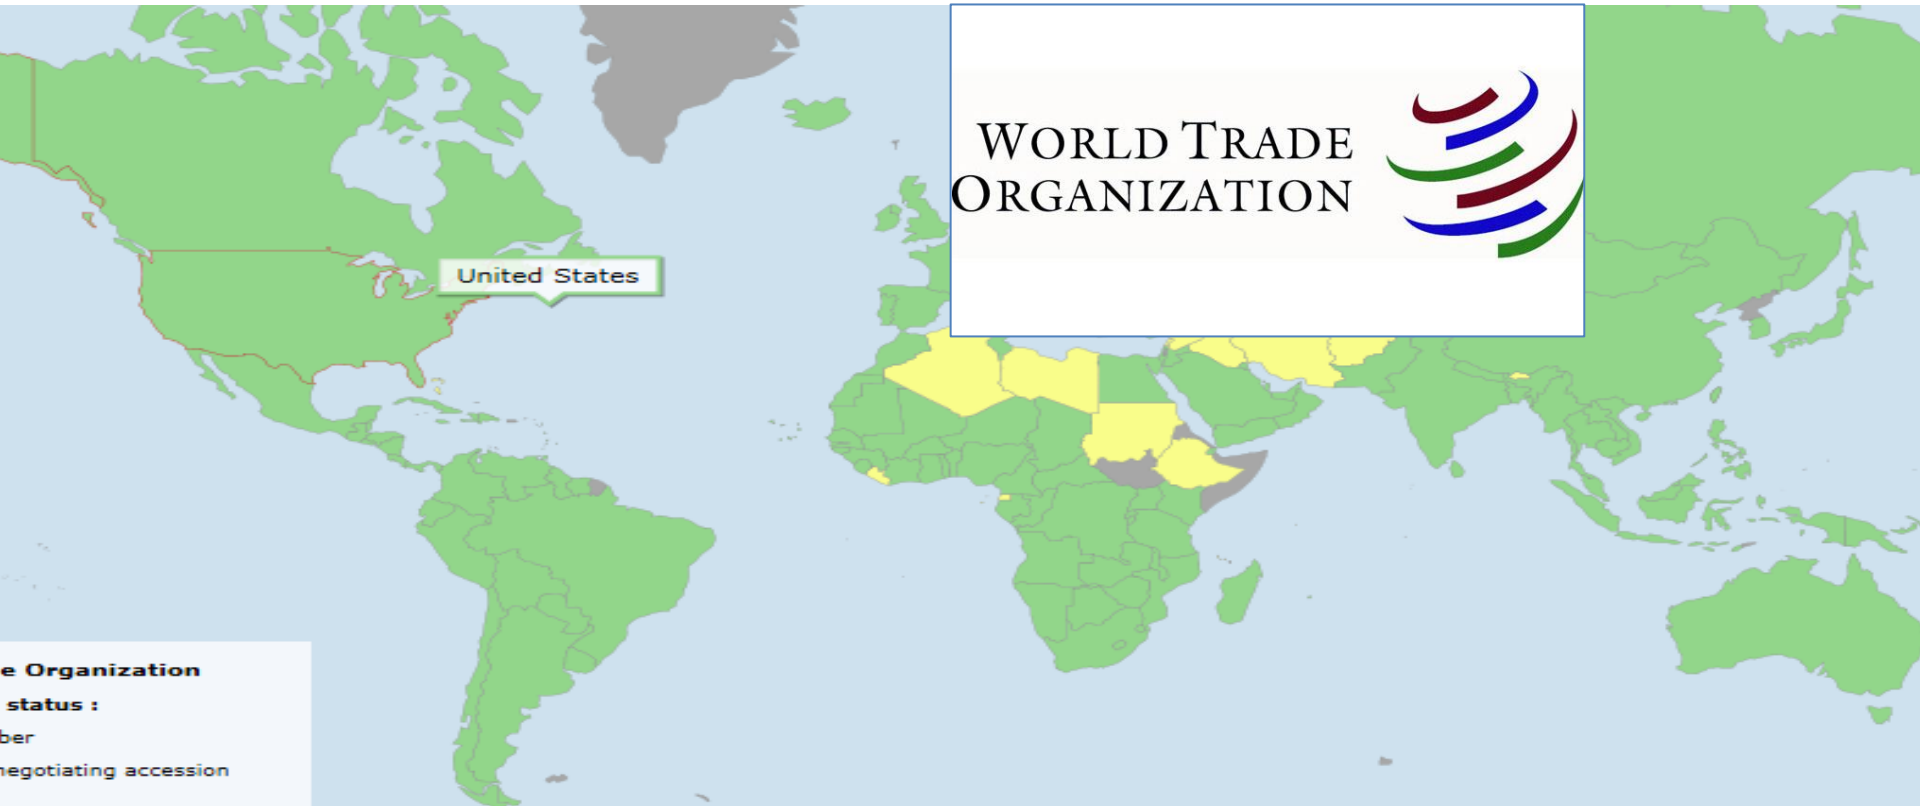 WORLD TRADE
ORGANIZATION
United States
e Organization
status :
ber
negotiating accession